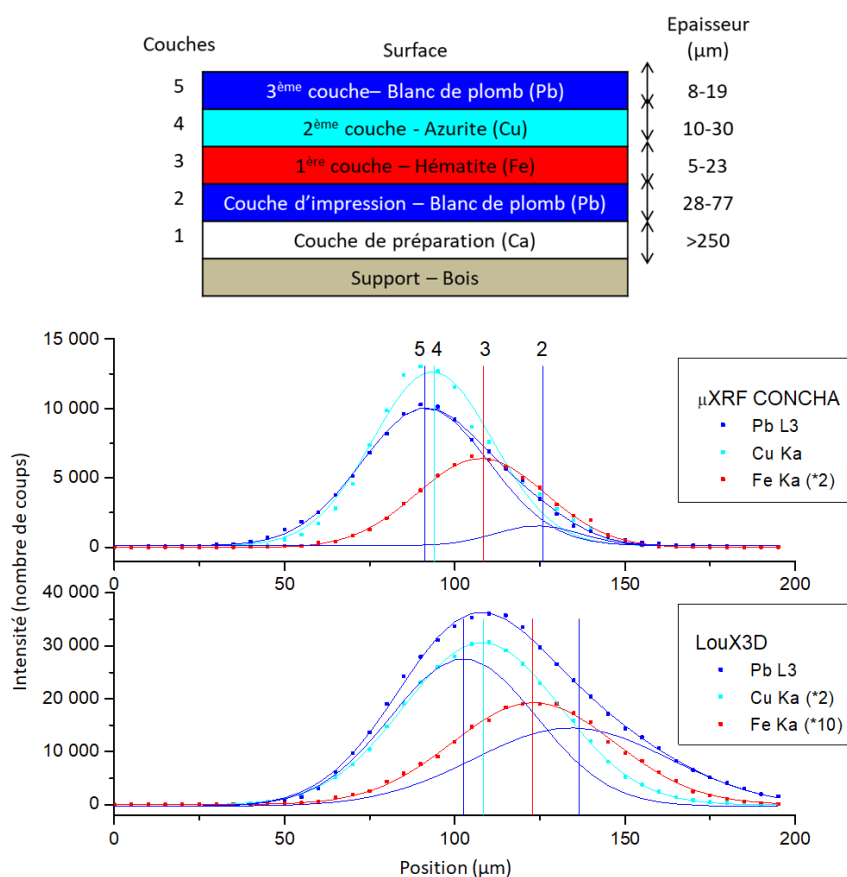 Couches
Surface
Epaisseur
(µm)
5
3ème couche– Blanc de plomb (Pb)
8-19
4
2ème couche - Azurite (Cu)
10-30
3
1ère couche – Hématite (Fe)
5-23
2
Couche d'impression – Blanc de plomb (Pb)
28-77
1
Couche de préparation (Ca)
>250
Support – Bois
15 000
10 000
5 000
0
5 4 3 2
µXRF CONCHA
Pb L3
Cu Ka
Fe Ka (*2)
0 50 100 150 200
40 000
30 000
20 000
10 000
0
LouX3D
Pb L3
Cu Ka (*2)
Fe Ka (*10)
0 50 100 150 200
Intensité (nombre de coups)
Position (µm)